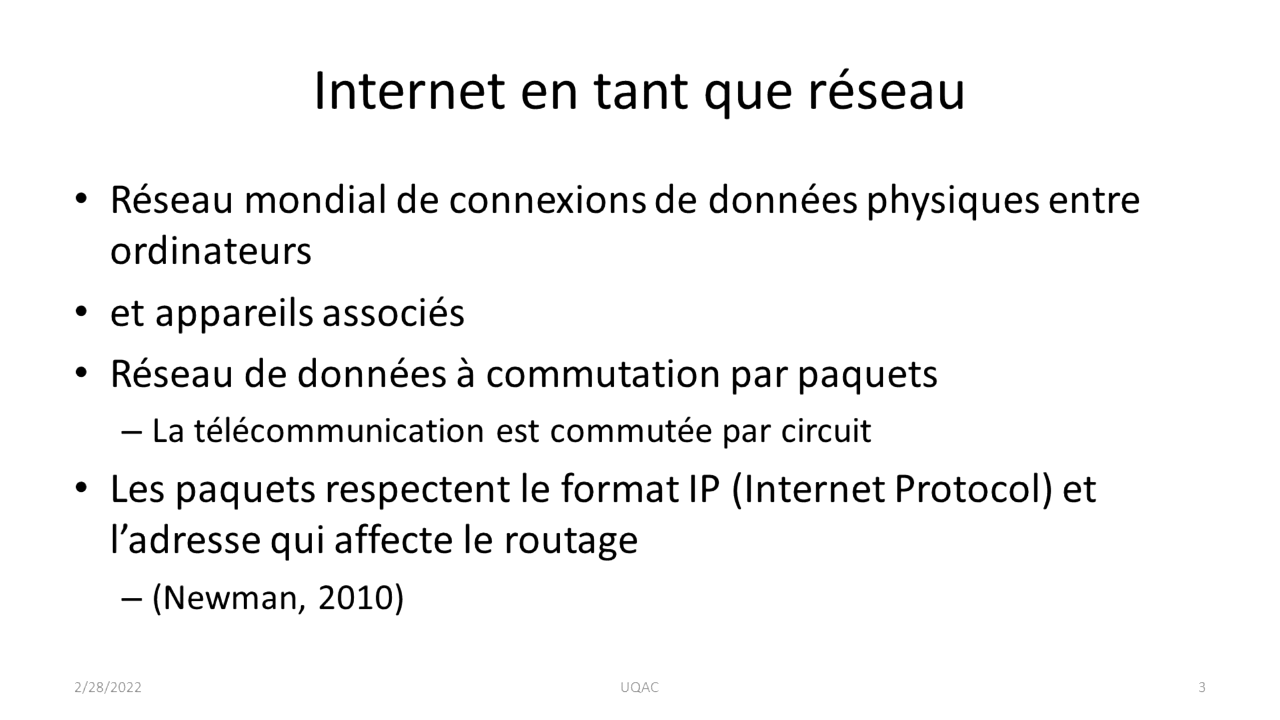 Internet en tant que réseau
• Réseau mondial de connexions de données physiques entre
ordinateurs
• et appareils associés
• Réseau de données à commutation par paquets
– La télécommunication est commutée par circuit
• Les paquets respectent le format IP (Internet Protocol) et
l’adresse qui affecte le routage
– (Newman, 2010)
2/28/2022 UQAC 3